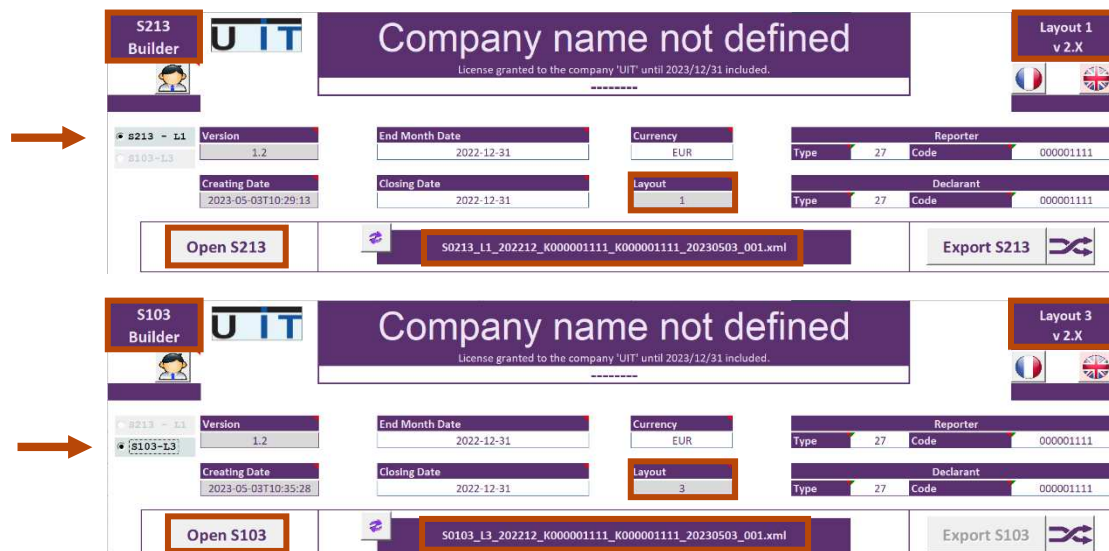 S213
Builder
U IT
Company name not defined
License granted to the company 'UIT' until 2023/12/31 included.
--------
Layout 1
v 2.X
S213 - L1
S103-L3
Version
1.2
End Month Date
2022-12-31
Currency
EUR
Reporter
Type 27 Code 000001111
Creating Date
2023-05-03T10:29:13
Closing Date
2022-12-31
Layout
1
Declarant
Type 27 Code 000001111
Open S213
S0213_L1_202212_K000001111_K000001111_20230503_001.xml
Export S213
S103
Builder
U IT
Company name not defined
License granted to the company 'UIT' until 2023/12/31 included.
--------
Layout 3
v 2.X
S213 - L1
S103-L3
Version
1.2
End Month Date
2022-12-31
Currency
EUR
Reporter
Type 27 Code 000001111
Creating Date
2023-05-03T10:35:28
Closing Date
2022-12-31
Layout
3
Declarant
Type 27 Code 000001111
Open S103
S0103_L3_202212_K000001111_K000001111_20230503_001.xml
Export S103